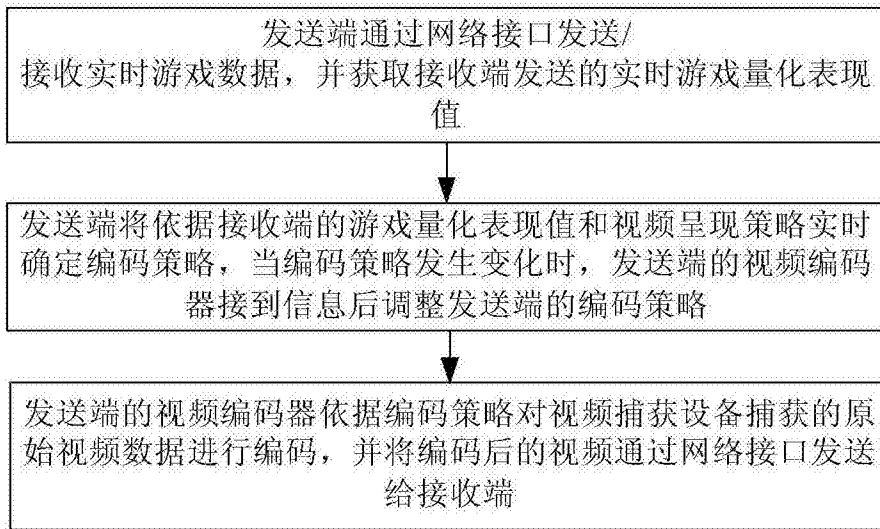 发送端通过网络接口发送/
接收实时游戏数据，并获取接收端发送的实时游戏量化表现
值
发送端将依据接收端的游戏量化表现值和视频呈现策略实时
确定编码策略，当编码策略发生变化时，发送端的视频编码
器接到信息后调整发送端的编码策略
发送端的视频编码器依据编码策略对视频捕获设备捕获的原
始视频数据进行编码，并将编码后的视频通过网络接口发送
给接收端